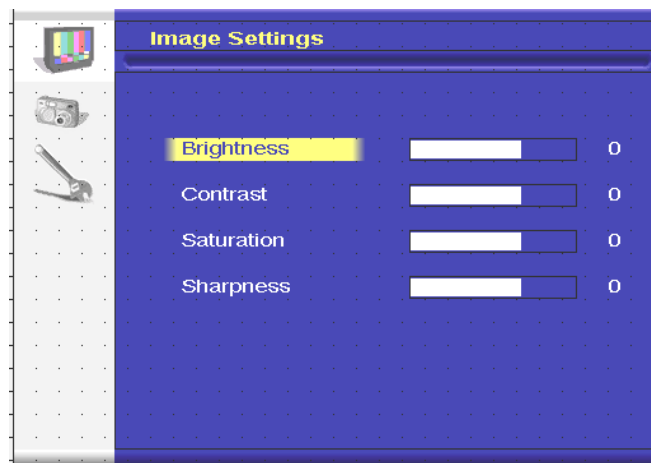 Image Settings
Brightness 0
Contrast 0
Saturation 0
Sharpness 0